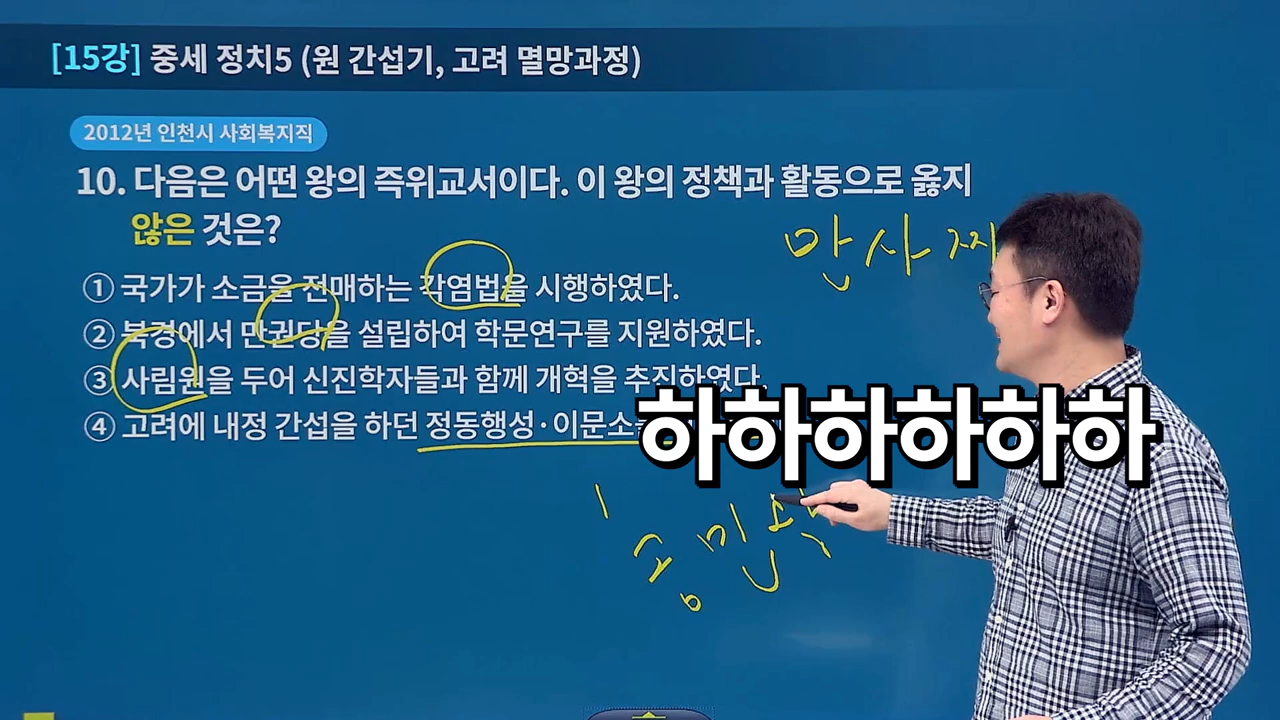 [15강] 중세 정치5 (원 간섭기, 고려 멸망과정)
2012년 인천시 사회복지직
10. 다음은 어떤 왕의 즉위교서이다. 이 왕의 정책과 활동으로 옳지
않은 것은?
만사찌
① 국가가 소금을 전매하는 각염법을 시행하였다.
② 북경에서 만권당을 설립하여 학문연구를 지원하였다.
③ 사림원을 두어 신진학자들과 함께 개혁을 추진하였다.
④ 고려에 내정 간섭을 하던 정동행성·이문소를
하하하하하하
공민왕